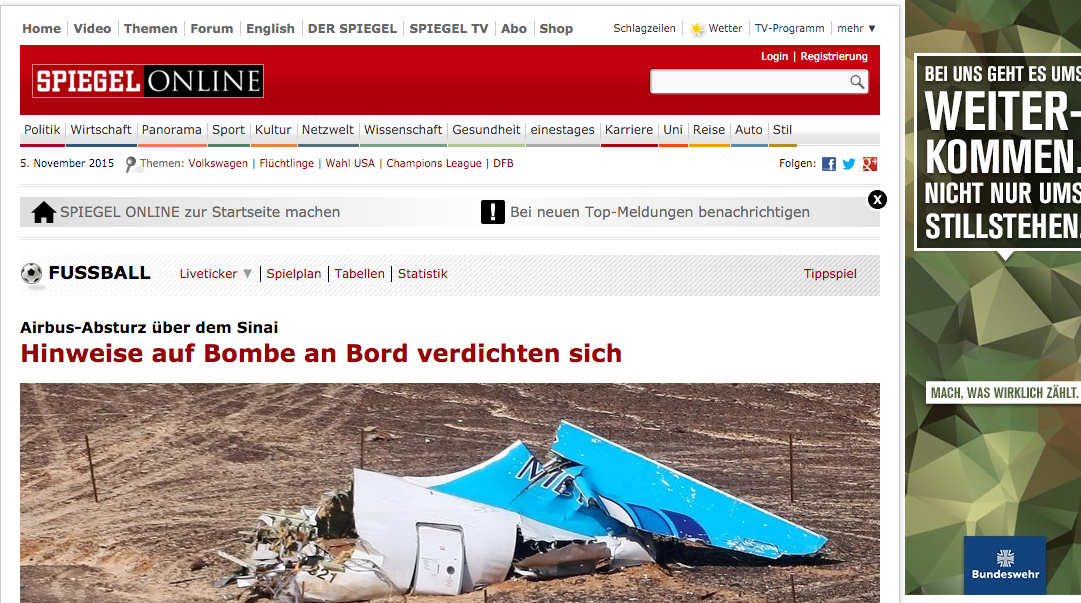 Home Video Themen Forum English DER SPIEGEL SPIEGEL TV Abo Shop Schlagzeilen Wetter TV-Programm mehr ▼
Login | Registrierung
SPIEGEL ONLINE
Politik Wirtschaft Panorama Sport Kultur Netzwelt Wissenschaft Gesundheit einestages Karriere Uni Reise Auto Stil
5. November 2015 Themen: Volkswagen | Flüchtlinge | Wahl USA | Champions League | DFB Folgen:
SPIEGEL ONLINE zur Startseite machen ! Bei neuen Top-Meldungen benachrichtigen X
FUSSBALL Liveticker ▼ | Spielplan | Tabellen | Statistik Tippspiel
Airbus-Absturz über dem Sinai
Hinweise auf Bombe an Bord verdichten sich
BEI UNS GEHT ES UMS
WEITER-
KOMMEN.
NICHT NUR UMS
STILLSTEHEN.
MACH, WAS WIRKLICH ZÄHLT.
Bundeswehr